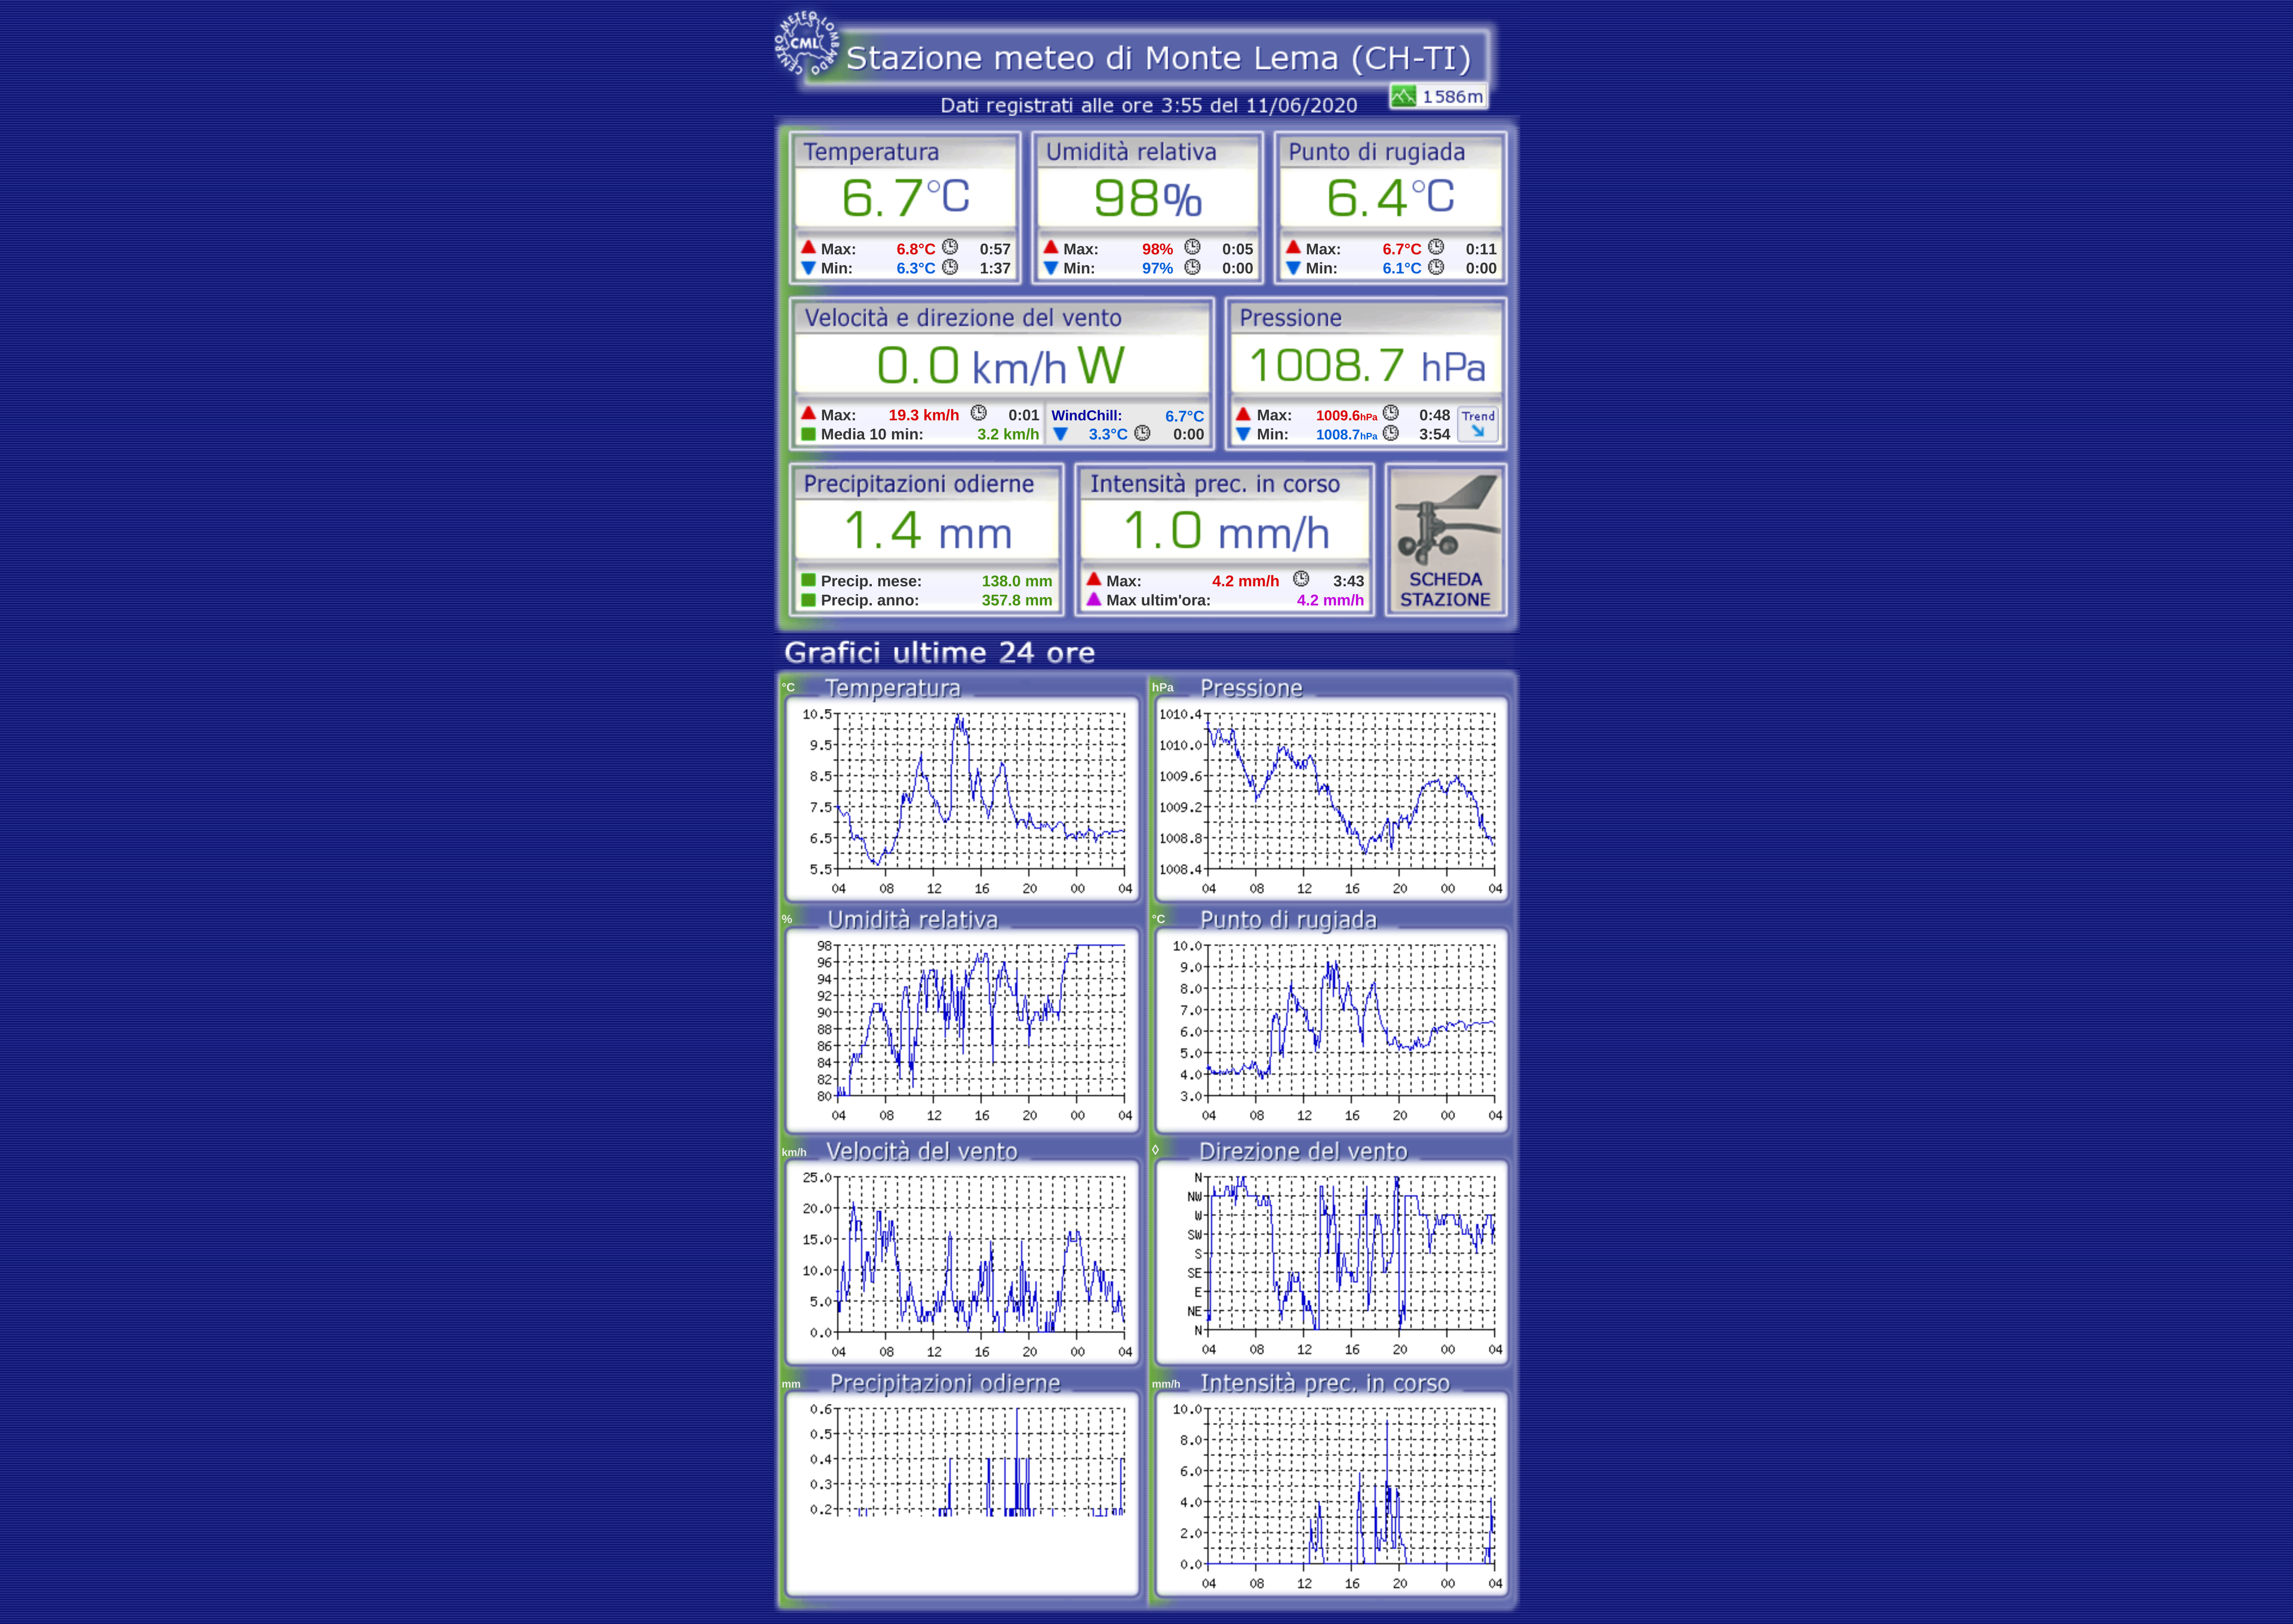 CENTRO METEO LOMBARDO
CML
Stazione meteo di Monte Lema (CH-TI)
1586m
Dati registrati alle ore 3:55 del 11/06/2020
Temperatura
6.7°C
Max: 6.8°C 0:57
Min: 6.3°C 1:37
Umidità relativa
98%
Max: 98% 0:05
Min: 97% 0:00
Punto di rugiada
6.4°C
Max: 6.7°C 0:11
Min: 6.1°C 0:00
Velocità e direzione del vento
0.0 km/h W
Max: 19.3 km/h 0:01
Media 10 min: 3.2 km/h
WindChill: 6.7°C
3.3°C 0:00
Pressione
1008.7 hPa
Max: 1009.6hPa 0:48
Min: 1008.7hPa 3:54
Trend
Precipitazioni odierne
1.4 mm
Precip. mese: 138.0 mm
Precip. anno: 357.8 mm
Intensità prec. in corso
1.0 mm/h
Max: 4.2 mm/h 3:43
Max ultim'ora: 4.2 mm/h
SCHEDA
STAZIONE
Grafici ultime 24 ore
°C Temperatura
10.5
9.5
8.5
7.5
6.5
5.5
04 08 12 16 20 00 04
hPa Pressione
1010.4
1010.0
1009.6
1009.2
1008.8
1008.4
04 08 12 16 20 00 04
% Umidità relativa
98
96
94
92
90
88
86
84
82
80
04 08 12 16 20 00 04
°C Punto di rugiada
10.0
9.0
8.0
7.0
6.0
5.0
4.0
3.0
04 08 12 16 20 00 04
km/h Velocità del vento
25.0
20.0
15.0
10.0
5.0
0.0
04 08 12 16 20 00 04
◊ Direzione del vento
N
NW
W
SW
S
SE
E
NE
N
04 08 12 16 20 00 04
mm Precipitazioni odierne
0.6
0.5
0.4
0.3
0.2
mm/h Intensità prec. in corso
10.0
8.0
6.0
4.0
2.0
0.0
04 08 12 16 20 00 04